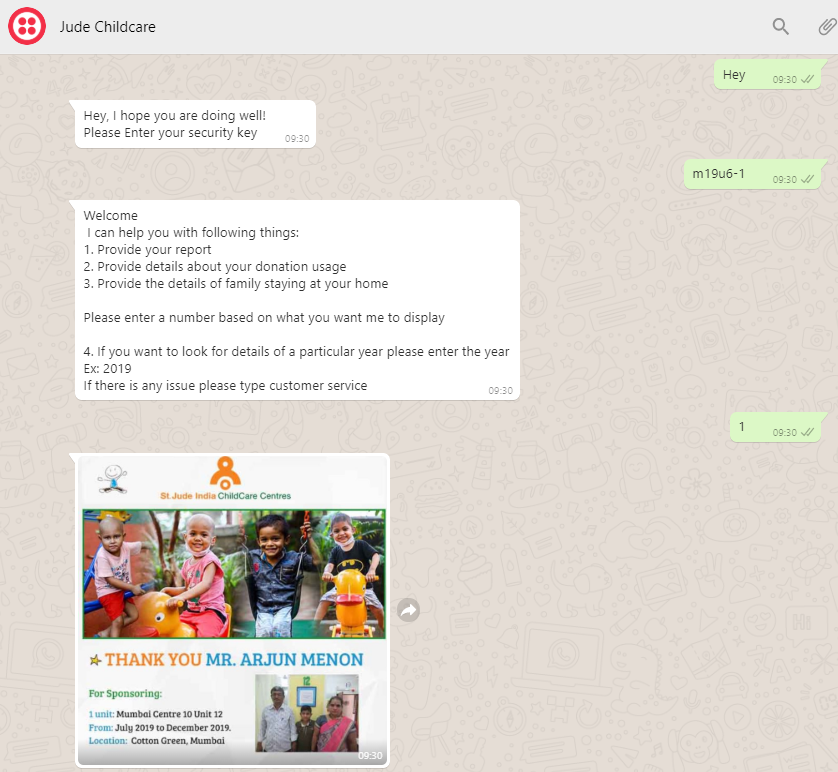 Jude Childcare
Hey
09:30
Hey, I hope you are doing well!
Please Enter your security key
09:30
m19u6-1
09:30
Welcome
I can help you with following things:
1. Provide your report
2. Provide details about your donation usage
3. Provide the details of family staying at your home
Please enter a number based on what you want me to display
4. If you want to look for details of a particular year please enter the year
Ex: 2019
If there is any issue please type customer service
09:30
1
09:30
St Jude India ChildCare Centres
THANK YOU MR. ARJUN MENON
For Sponsoring:
1 unit: Mumbai Centre 10 Unit 12
From: July 2019 to December 2019.
Location: Cotton Green, Mumbai
12
09:30